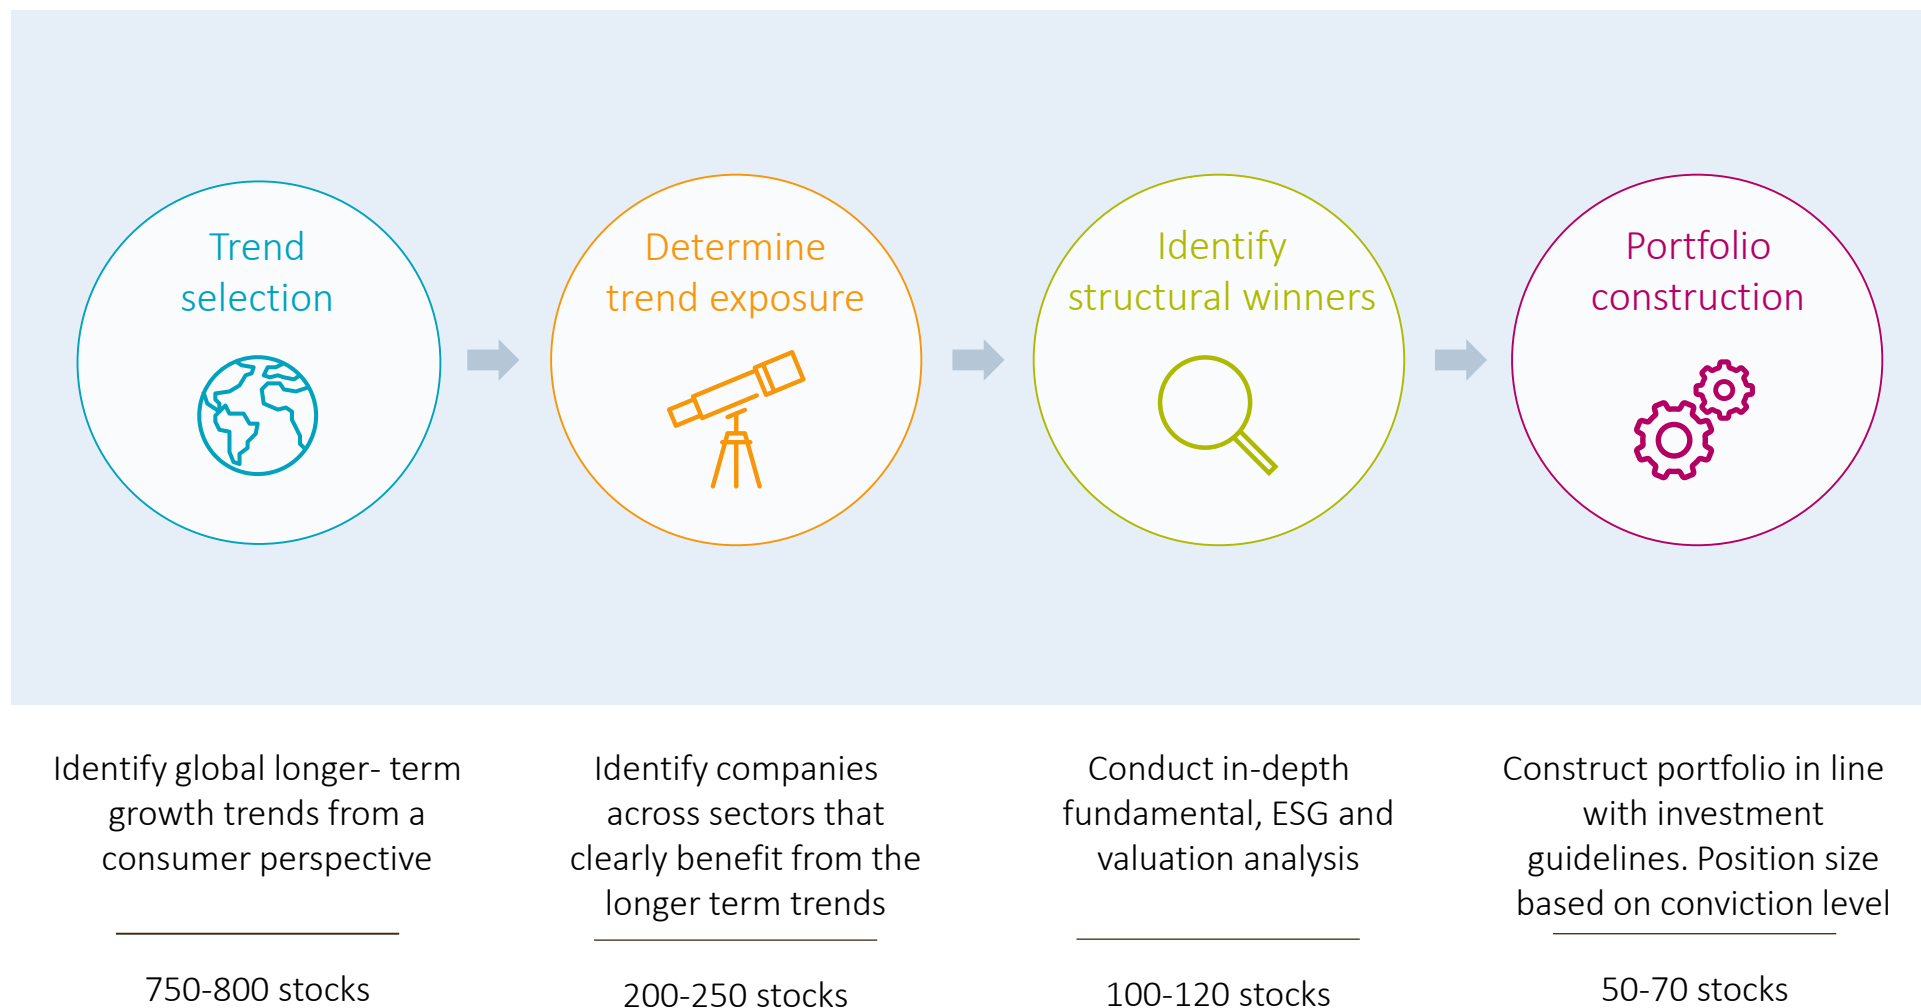 Trend
selection
Determine
trend exposure
Identify
structural winners
Portfolio
construction
Identify global longer- term
growth trends from a
consumer perspective
750-800 stocks
Identify companies
across sectors that
clearly benefit from the
longer term trends
200-250 stocks
Conduct in-depth
fundamental, ESG and
valuation analysis
100-120 stocks
Construct portfolio in line
with investment
guidelines. Position size
based on conviction level
50-70 stocks